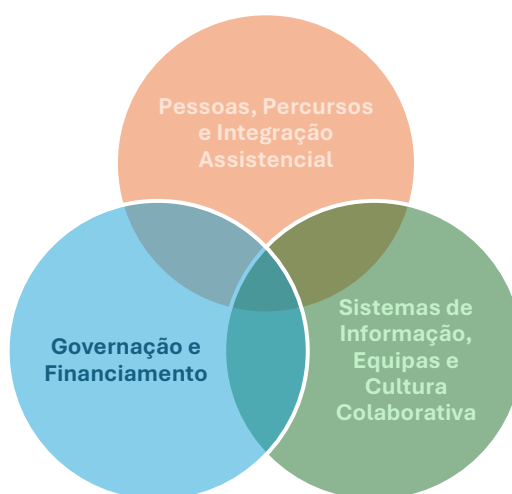 Pessoas, Percursos
e Integração
Assistencial
Governação e
Financiamento
Sistemas de
Informação,
Equipas e
Cultura
Colaborativa